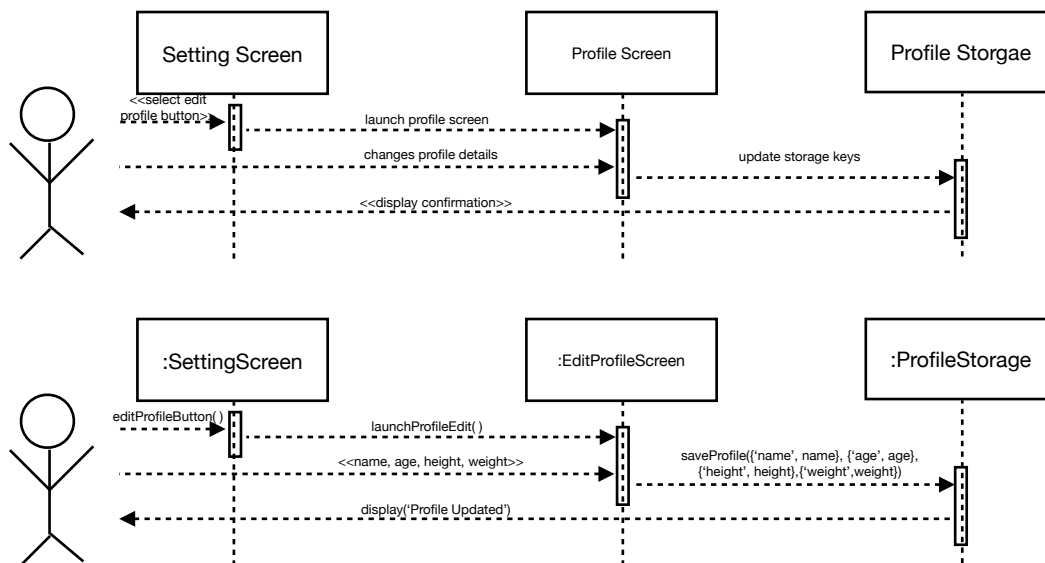 Setting Screen
Profile Screen
Profile Storgae
<<select edit
profile button>>
launch profile screen
changes profile details
update storage keys
<<display confirmation>>
:SettingScreen
:EditProfileScreen
:ProfileStorage
editProfileButton( )
launchProfileEdit( )
<<name, age, height, weight>>
saveProfile({‘name’, name}, {‘age’, age},
{‘height’, height},{‘weight’,weight})
display(‘Profile Updated’)